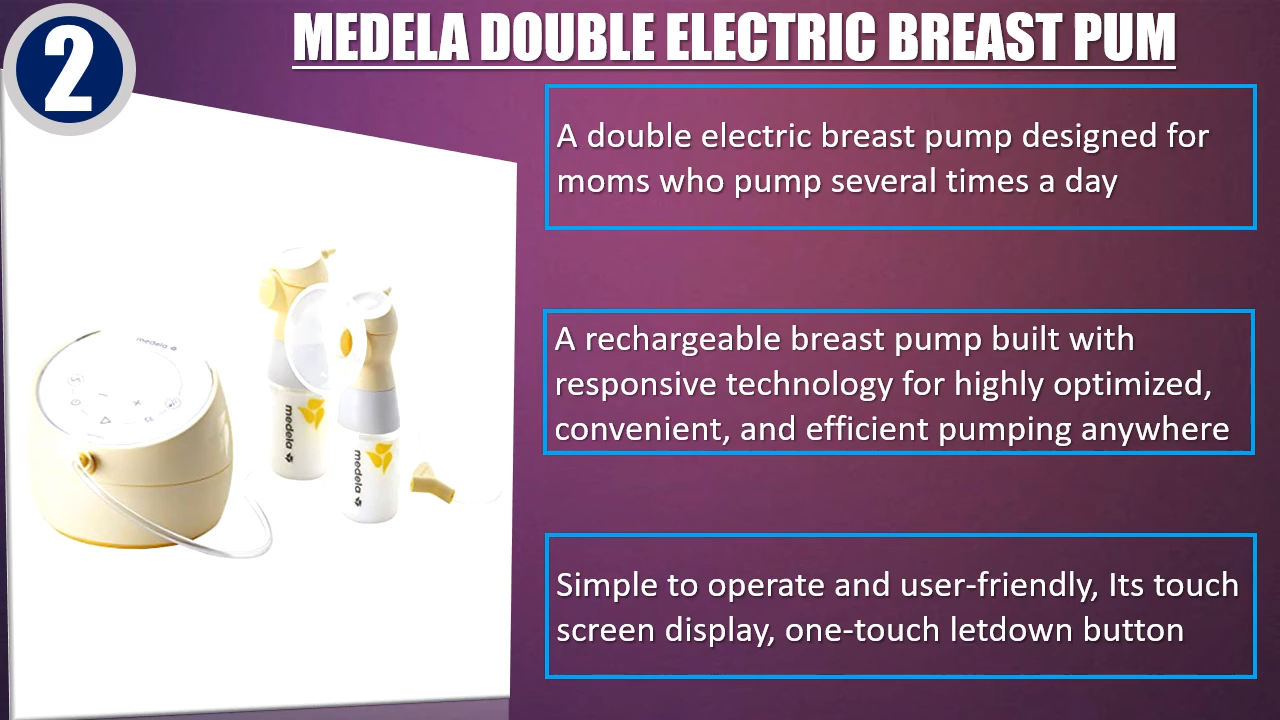 2
MEDELA DOUBLE ELECTRIC BREAST PUM
A double electric breast pump designed for
moms who pump several times a day
A rechargeable breast pump built with
responsive technology for highly optimized,
convenient, and efficient pumping anywhere
Simple to operate and user-friendly, Its touch
screen display, one-touch letdown button
medela
medela
medela